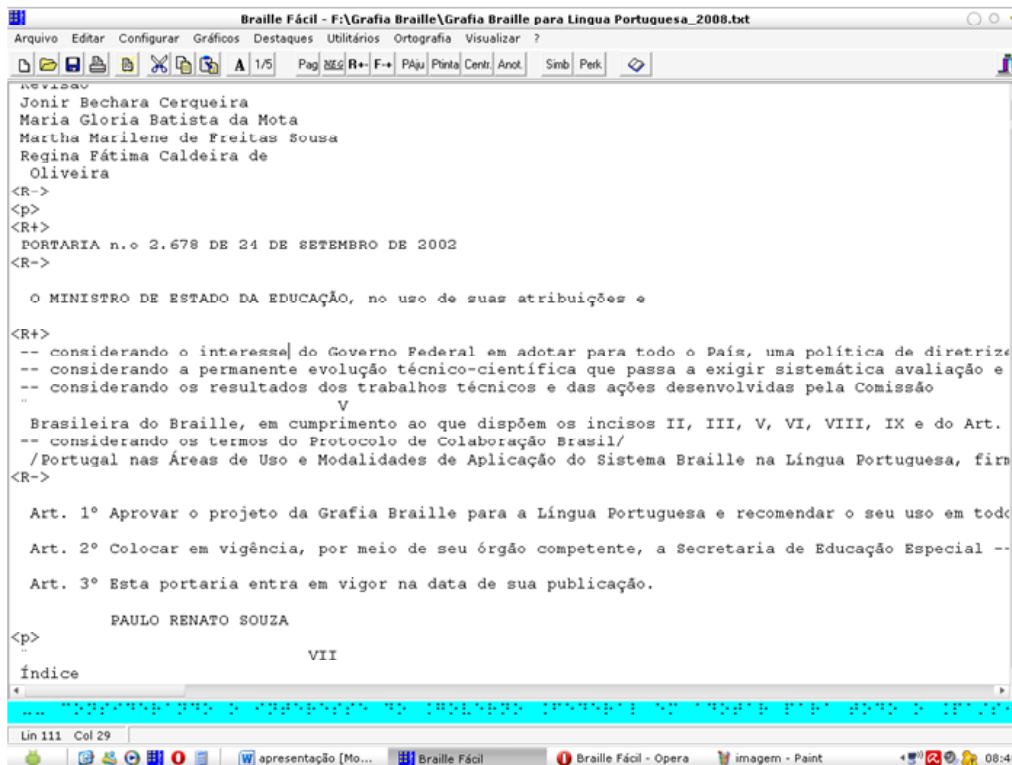 Braille Fácil - F:\Grafia Braille\Grafia Braille para Lingua Portuguesa_2008.txt
Arquivo Editar Configurar Gráficos Destaques Utilitários Ortografia Visualizar ?
A 1/5 Pag NEG R+- F-+ PAju Ptinta Centr. Anot. Simb Perk
Revisão
Jonir Bechara Cerqueira
Maria Gloria Batista da Mota
Martha Marilene de Freitas Sousa
Regina Fátima Caldeira de
Oliveira
<R->
<p>
<R+>
PORTARIA n.o 2.678 DE 24 DE SETEMBRO DE 2002
<R->
O MINISTRO DE ESTADO DA EDUCAÇÃO, no uso de suas atribuições e
<R+>
-- considerando o interesse do Governo Federal em adotar para todo o País, uma política de diretrize
-- considerando a permanente evolução técnico-científica que passa a exigir sistemática avaliação e
-- considerando os resultados dos trabalhos técnicos e das ações desenvolvidas pela Comissão
¨ V
Brasileira do Braille, em cumprimento ao que dispõem os incisos II, III, V, VI, VIII, IX e do Art.
-- considerando os termos do Protocolo de Colaboração Brasil/
/Portugal nas Áreas de Uso e Modalidades de Aplicação do Sistema Braille na Língua Portuguesa, firm
<R->
Art. 1º Aprovar o projeto da Grafia Braille para a Língua Portuguesa e recomendar o seu uso em todo
Art. 2º Colocar em vigência, por meio de seu órgão competente, a Secretaria de Educação Especial --
Art. 3º Esta portaria entra em vigor na data de sua publicação.
PAULO RENATO SOUZA
<p>
¨ VII
Índice
Lin 111 Col 29
apresentação [Mo... Braille Fácil Braille Fácil - Opera imagem - Paint